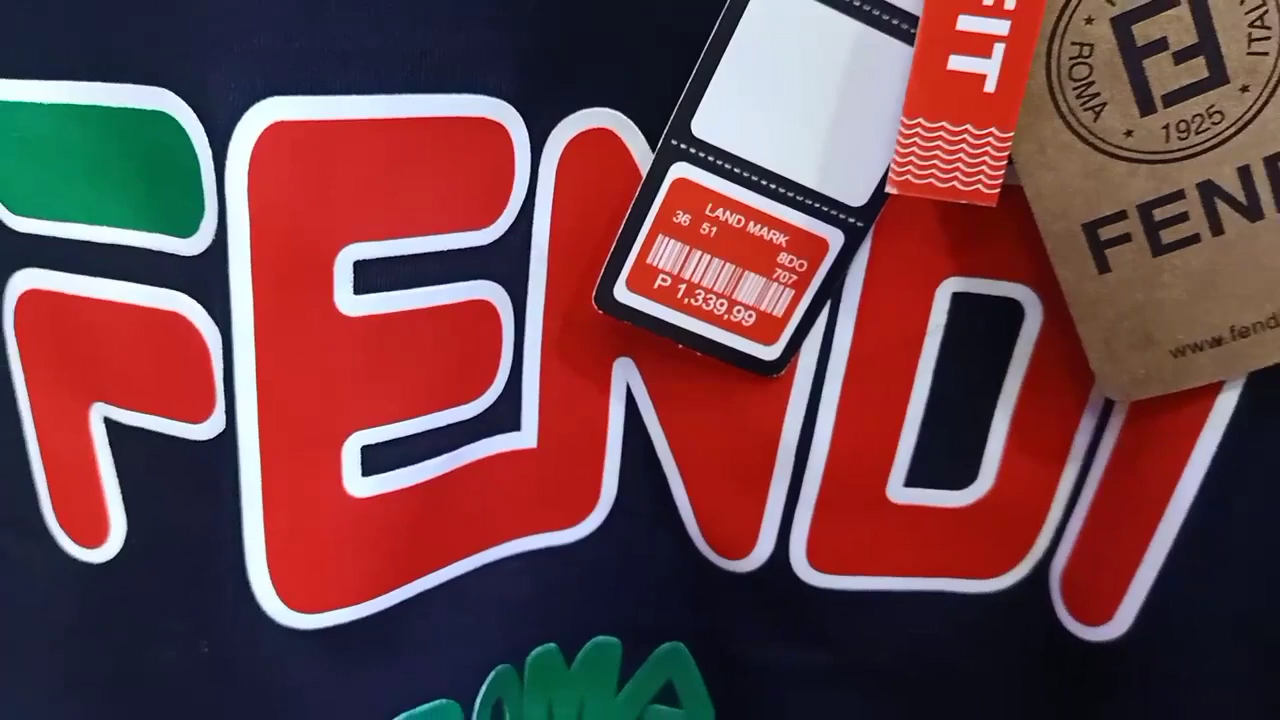 FENDI
ROMA
LAND MARK
36 51
8DO
707
P 1,339,99
FIT
ROMA
ITALY
1925
FEND
www.fend